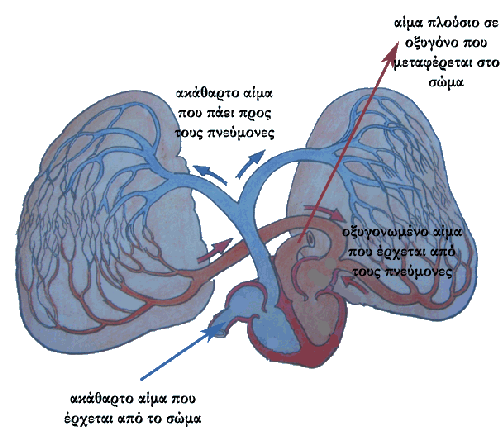 αίμα πλούσιο σε
οξυγόνο που
μεταφέρεται στο
σώμα
ακάθαρτο αίμα
που πάει προς
τους πνεύμονες
οξυγονωμένο αίμα
που έρχεται από
τους πνεύμονες
ακάθαρτο αίμα που
έρχεται από το σώμα